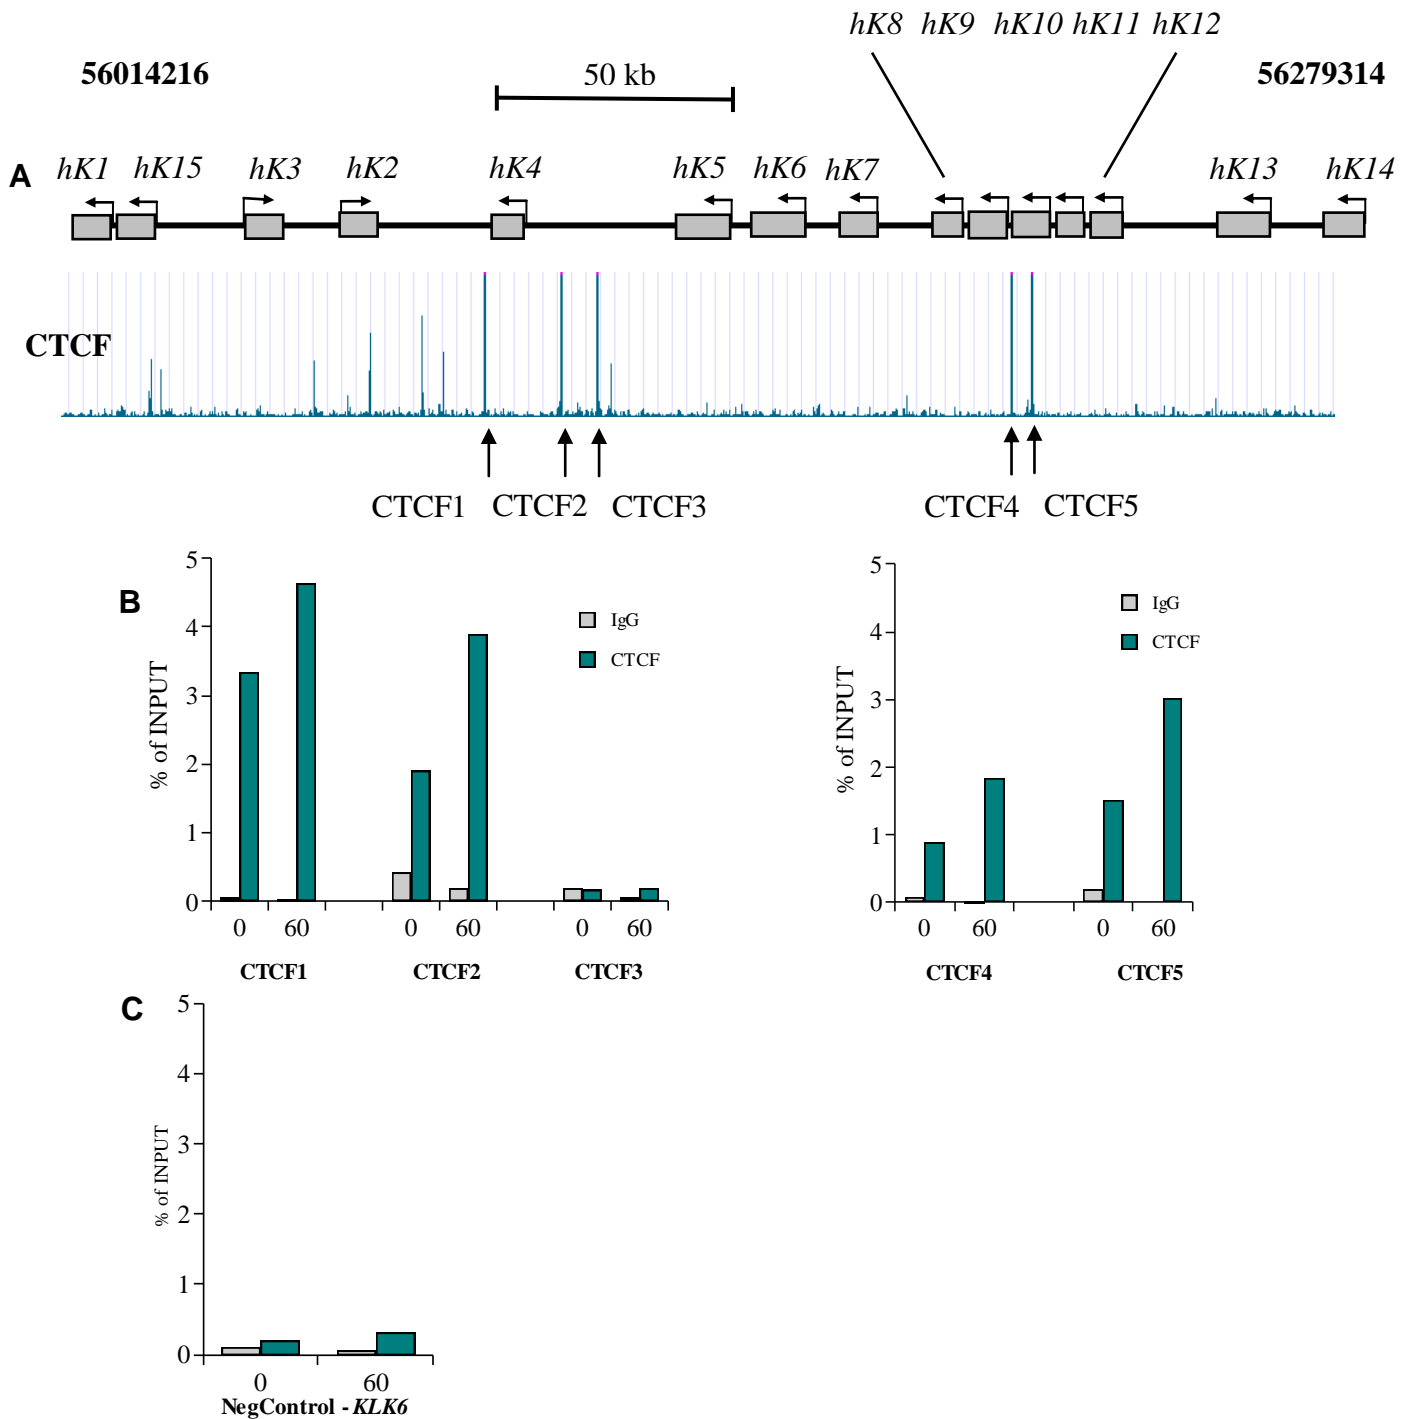 hK8 hK9 hK10 hK11 hK12
56014216 50 kb 56279314
A hK1 hK15 hK3 hK2 hK4 hK5 hK6 hK7 hK13 hK14
CTCF
CTCF1 CTCF2 CTCF3 CTCF4 CTCF5
B
5
4
3
2
1
0
% of INPUT
IgG
CTCF
0 60 0 60 0 60
CTCF1 CTCF2 CTCF3
5
4
3
2
1
0
% of INPUT
IgG
CTCF
0 60 0 60
CTCF4 CTCF5
C
5
4
3
2
1
0
% of INPUT
0 60
NegControl - KLK6